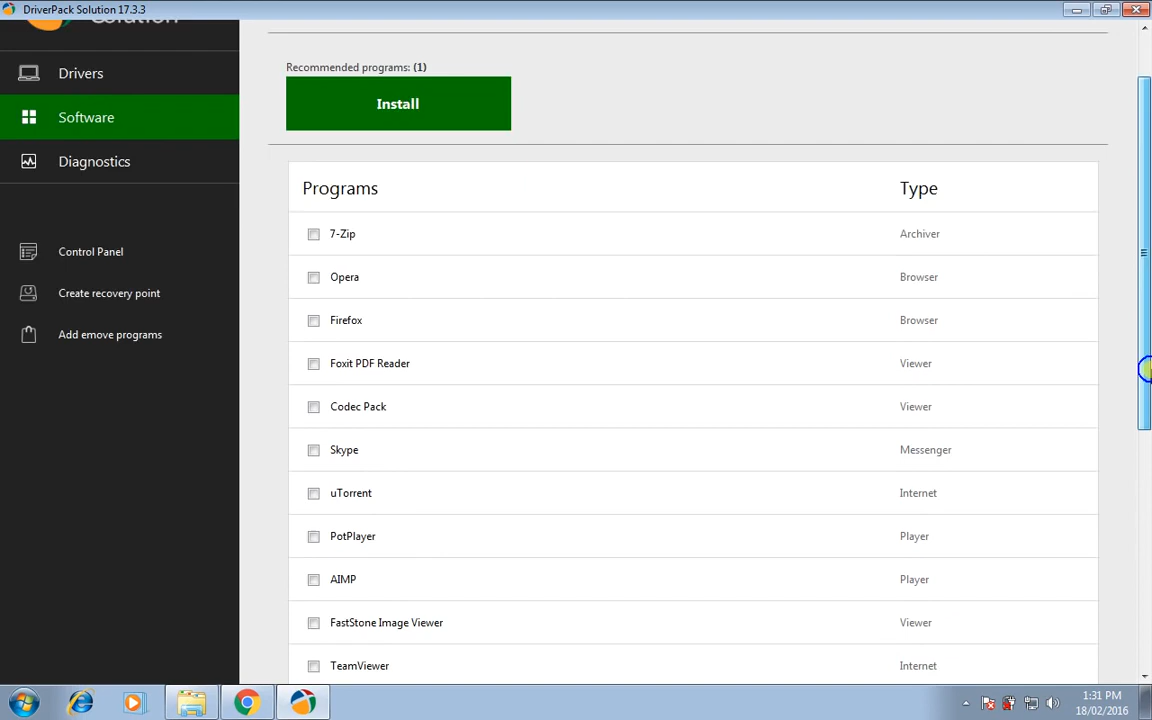 DriverPack Solution 17.3.3
Solution
Drivers
Software
Diagnostics
Control Panel
Create recovery point
Add emove programs
Recommended programs: (1)
Install
Programs Type
7-Zip Archiver
Opera Browser
Firefox Browser
Foxit PDF Reader Viewer
Codec Pack Viewer
Skype Messenger
uTorrent Internet
PotPlayer Player
AIMP Player
FastStone Image Viewer Viewer
TeamViewer Internet
1:31 PM
18/02/2016